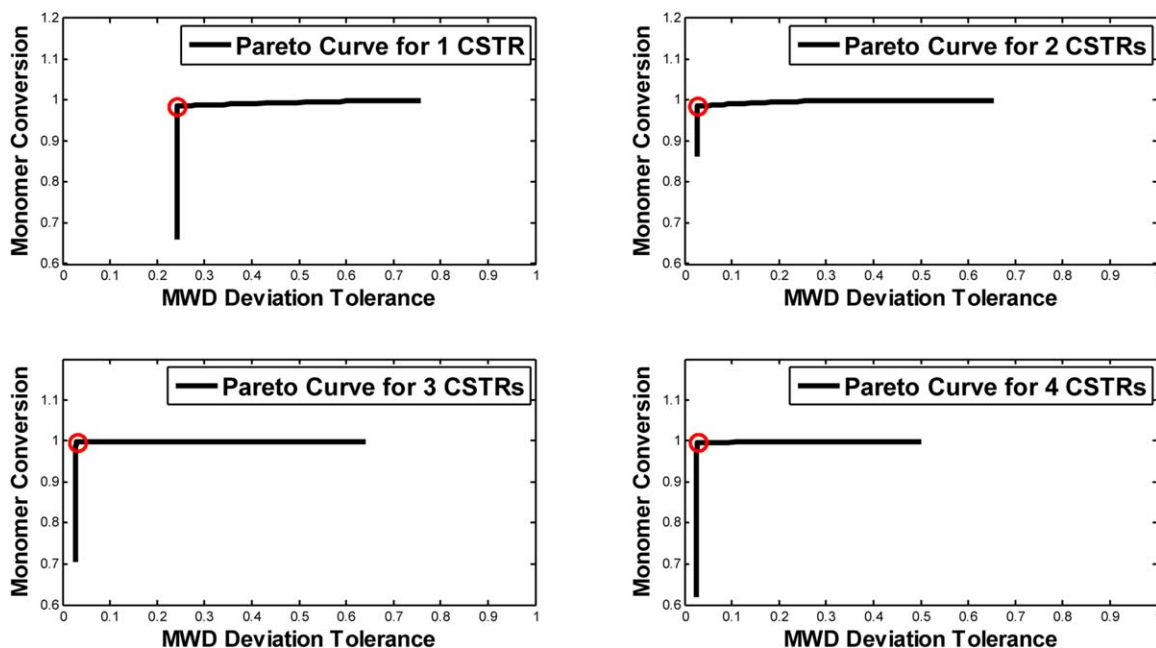 Pareto Curve for 1 CSTR
Monomer Conversion
1.2
1.1
1
0.9
0.8
0.7
0.6
0 0.1 0.2 0.3 0.4 0.5 0.6 0.7 0.8 0.9 1
MWD Deviation Tolerance
Pareto Curve for 2 CSTRs
Monomer Conversion
1.2
1.1
1
0.9
0.8
0.7
0.6
0 0.1 0.2 0.3 0.4 0.5 0.6 0.7 0.8 0.9 1
MWD Deviation Tolerance
Pareto Curve for 3 CSTRs
Monomer Conversion
1.1
1
0.9
0.8
0.7
0.6
0 0.1 0.2 0.3 0.4 0.5 0.6 0.7 0.8 0.9 1
MWD Deviation Tolerance
Pareto Curve for 4 CSTRs
Monomer Conversion
1.1
1
0.9
0.8
0.7
0.6
0 0.1 0.2 0.3 0.4 0.5 0.6 0.7 0.8 0.9 1
MWD Deviation Tolerance